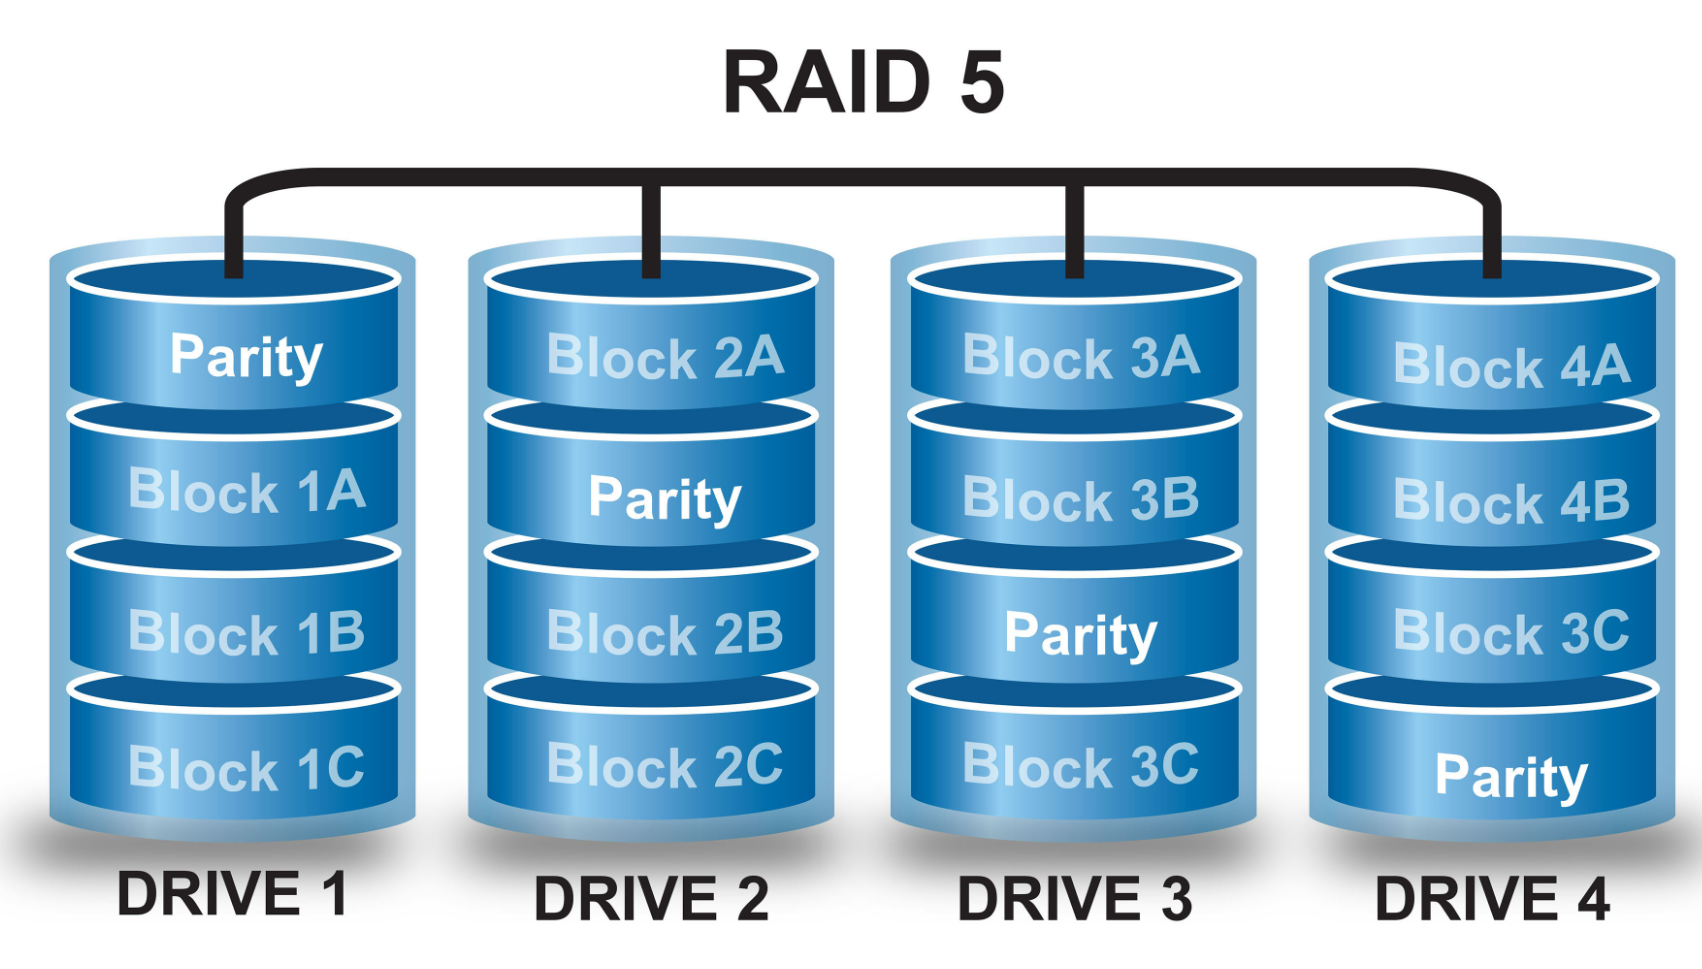 RAID 5
Parity
Block 1A
Block 1B
Block 1C
DRIVE 1
Block 2A
Parity
Block 2B
Block 2C
DRIVE 2
Block 3A
Block 3B
Parity
Block 3C
DRIVE 3
Block 4A
Block 4B
Block 3C
Parity
DRIVE 4